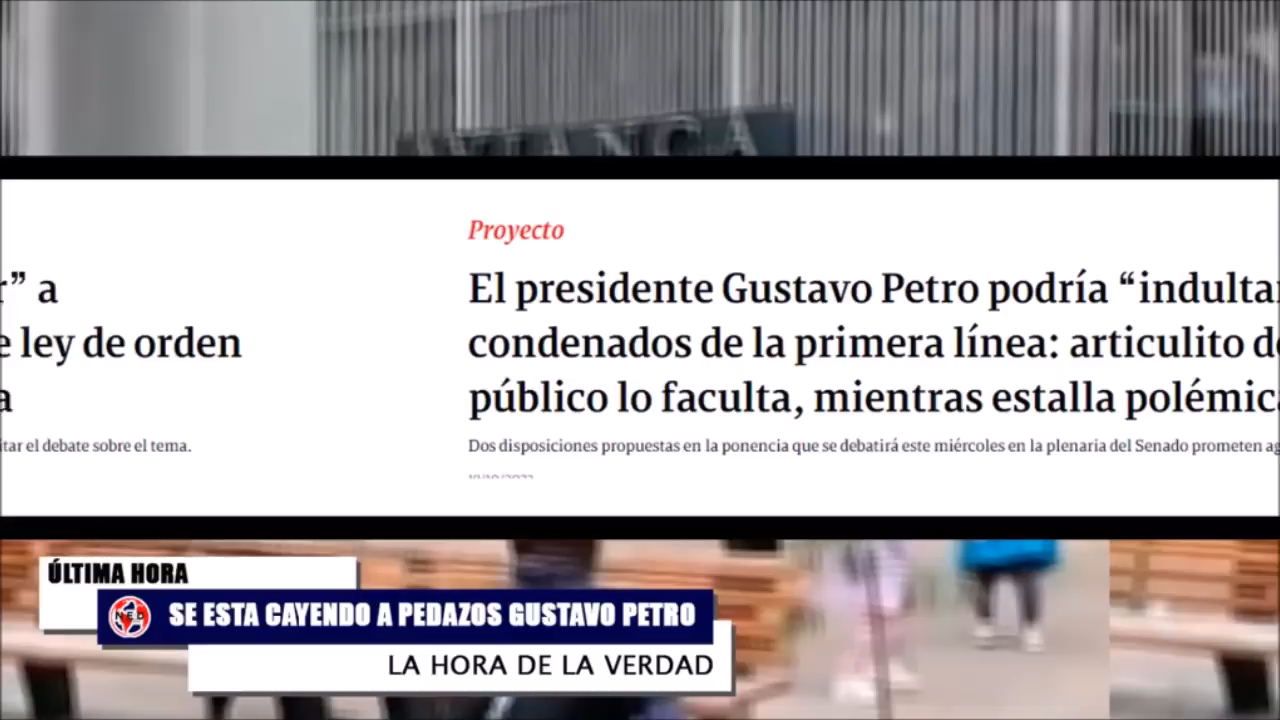 AVIANCA
Proyecto
” a
El presidente Gustavo Petro podría “indultar
ley de orden
condenados de la primera línea: articulito de
a
público lo faculta, mientras estalla polémica
el debate sobre el tema.
Dos disposiciones propuestas en la ponencia que se debatirá este miércoles en la plenaria del Senado prometen
ÚLTIMA HORA
SE ESTA CAYENDO A PEDAZOS GUSTAVO PETRO
LA HORA DE LA VERDAD